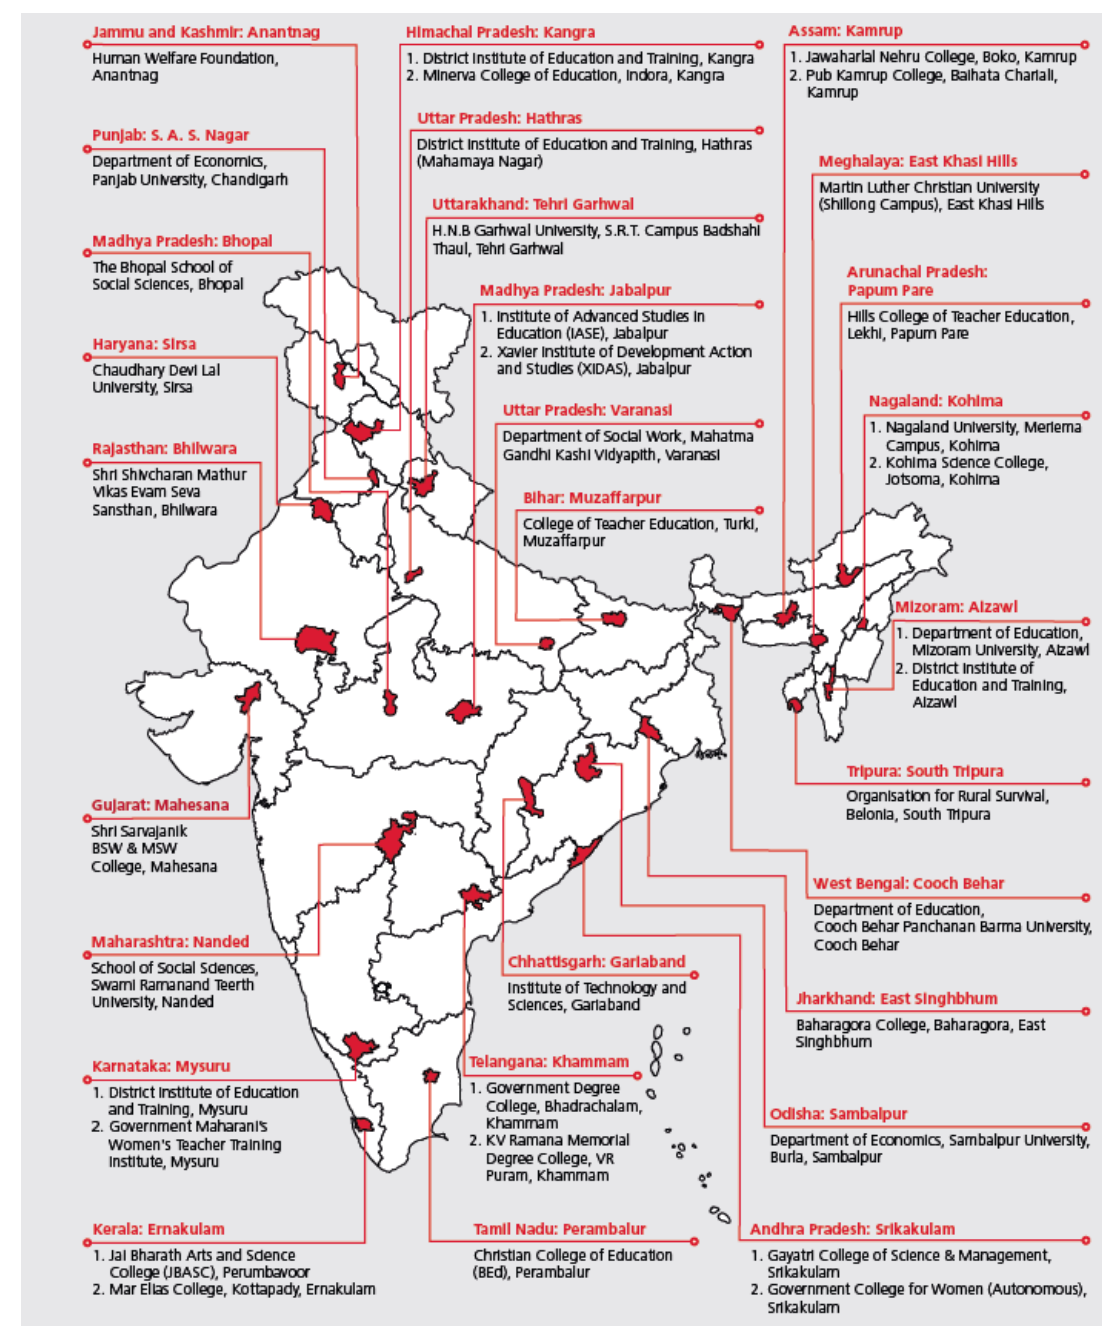 Jammu and Kashmir: Anantnag
Human Welfare Foundation,
Anantnag
Punjab: S. A. S. Nagar
Department of Economics,
Panjab University, Chandigarh
Madhya Pradesh: Bhopal
The Bhopal School of
Social Sciences, Bhopal
Haryana: Sirsa
Chaudhary Devi Lal
University, Sirsa
Rajasthan: Bhilwara
Shri Shivcharan Mathur
Vikas Evam Seva
Sansthan, Bhilwara
Gujarat: Mahesana
Shri Sarvajanik
BSW & MSW
College, Mahesana
Maharashtra: Nanded
School of Social Sciences,
Swami Ramanand Teerth
University, Nanded
Karnataka: Mysuru
1. District Institute of Education
and Training, Mysuru
2. Government Maharani's
Women's Teacher Training
Institute, Mysuru
Kerala: Ernakulam
1. Jai Bharath Arts and Science
College (JBASC), Perumbavoor
2. Mar Elias College, Kottapady, Ernakulam
Himachal Pradesh: Kangra
1. District Institute of Education and Training, Kangra
2. Minerva College of Education, Indora, Kangra
Uttar Pradesh: Hathras
District Institute of Education and Training, Hathras
(Mahamaya Nagar)
Uttarakhand: Tehri Garhwal
H.N.B Garhwal University, S.R.T. Campus Badshahi
Thaul, Tehri Garhwal
Madhya Pradesh: Jabalpur
1. Institute of Advanced Studies in
Education (IASE), Jabalpur
2. Xavier Institute of Development Action
and Studies (XIDAS), Jabalpur
Uttar Pradesh: Varanasi
Department of Social Work, Mahatma
Gandhi Kashi Vidyapith, Varanasi
Bihar: Muzaffarpur
College of Teacher Education, Turki,
Muzaffarpur
Chhattisgarh: Gariaband
Institute of Technology and
Sciences, Gariaband
Telangana: Khammam
1. Government Degree
College, Bhadrachalam,
Khammam
2. KV Ramana Memorial
Degree College, VR
Puram, Khammam
Tamil Nadu: Perambalur
Christian College of Education
(BEd), Perambalur
Assam: Kamrup
1. Jawaharlal Nehru College, Boko, Kamrup
2. Pub Kamrup College, Baihata Chariali,
Kamrup
Meghalaya: East Khasi Hills
Martin Luther Christian University
(Shillong Campus), East Khasi Hills
Arunachal Pradesh:
Papum Pare
Hills College of Teacher Education,
Lekhi, Papum Pare
Nagaland: Kohima
1. Nagaland University, Meriema
Campus, Kohima
2. Kohima Science College,
Jotsoma, Kohima
Mizoram: Aizawl
1. Department of Education,
Mizoram University, Aizawl
2. District Institute of
Education and Training,
Aizawl
Tripura: South Tripura
Organisation for Rural Survival,
Belonia, South Tripura
West Bengal: Cooch Behar
Department of Education,
Cooch Behar Panchanan Barma University,
Cooch Behar
Jharkhand: East Singhbhum
Baharagora College, Baharagora, East
Singhbhum
Odisha: Sambalpur
Department of Economics, Sambalpur University,
Burla, Sambalpur
Andhra Pradesh: Srikakulam
1. Gayatri College of Science & Management,
Srikakulam
2. Government College for Women (Autonomous),
Srikakulam